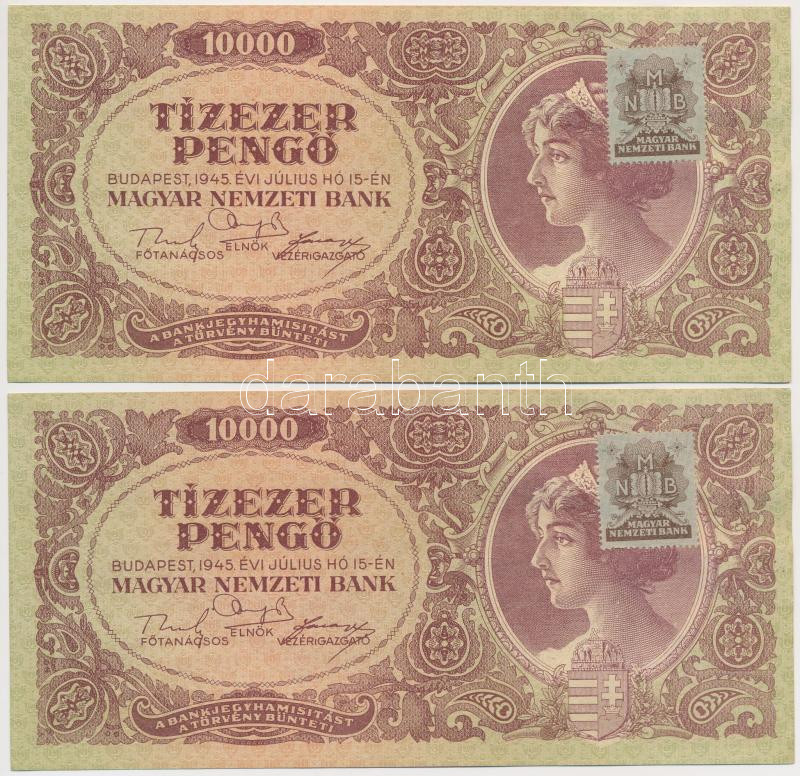 10000
TÍZEZER
PENGŐ
BUDAPEST, 1945. ÉVI JÚLIUS HÓ 15-ÉN
MAGYAR NEMZETI BANK
ELNÖK
FŐTANÁCSOS
VEZÉRIGAZGATÓ
A BANKJEGYHAMISITÁST
A TÖRVÉNY BÜNTETI
M
N B
MAGYAR
NEMZETI BANK
darabanth
10000
TÍZEZER
PENGŐ
BUDAPEST, 1945. ÉVI JÚLIUS HÓ 15-ÉN
MAGYAR NEMZETI BANK
ELNÖK
FŐTANÁCSOS
VEZÉRIGAZGATÓ
A BANKJEGYHAMISITÁST
A TÖRVÉNY BÜNTETI
M
N B
MAGYAR
NEMZETI BANK